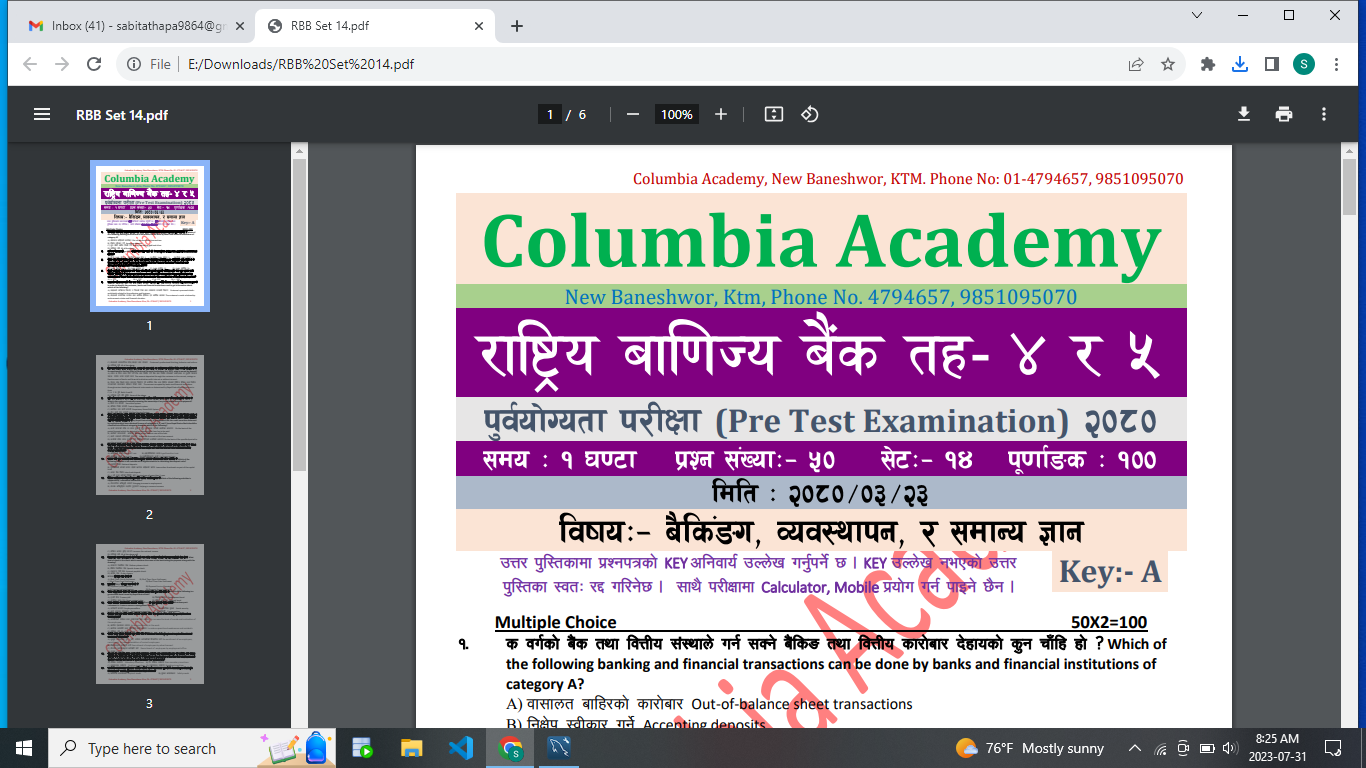 Inbox (41) - sabitathapa9864@gr
RBB Set 14.pdf
File
E:/Downloads/RBB%20Set%2014.pdf
S
RBB Set 14.pdf
1 / 6
100%
1
2
3
Columbia Academy, New Baneshwor, KTM. Phone No: 01-4794657, 9851095070
Columbia Academy
New Baneshwor, Ktm, Phone No. 4794657, 9851095070
राष्ट्रिय बाणिज्य बैंक तह- ४ र ५
पुर्वयोग्यता परीक्षा (Pre Test Examination) २०८०
समय : १ घण्टा प्रश्न संख्याः- ५० सेटः- १४ पूर्णाङक : १००
मिति : २०८०/०३/२३
विषयः- बैकिंङग, व्यवस्थापन, र समान्य ज्ञान
उत्तर पुस्तिकामा प्रश्नपत्रको KEY अनिवार्य उल्लेख गर्नुपर्ने छ । KEY उल्लेख नभएको उत्तर
पुस्तिका स्वतः रद्द गरिनेछ । साथै परीक्षामा Calculator, Mobile प्रयोग गर्न पाइने छैन ।
Key:- A
Multiple Choice 50X2=100
१. क वर्गको बैंक तथा वित्तीय संस्थाले गर्न सक्ने बैकिङ तथा वित्तीय कारोबार देहायको कुन चाँहि हो ? Which of
the following banking and financial transactions can be done by banks and financial institutions of
category A?
A) वासालत बाहिरको कारोबार Out-of-balance sheet transactions
B) निक्षेप स्वीकार गर्ने Accepting deposits
Type here to search
76°F Mostly sunny
8:25 AM
2023-07-31